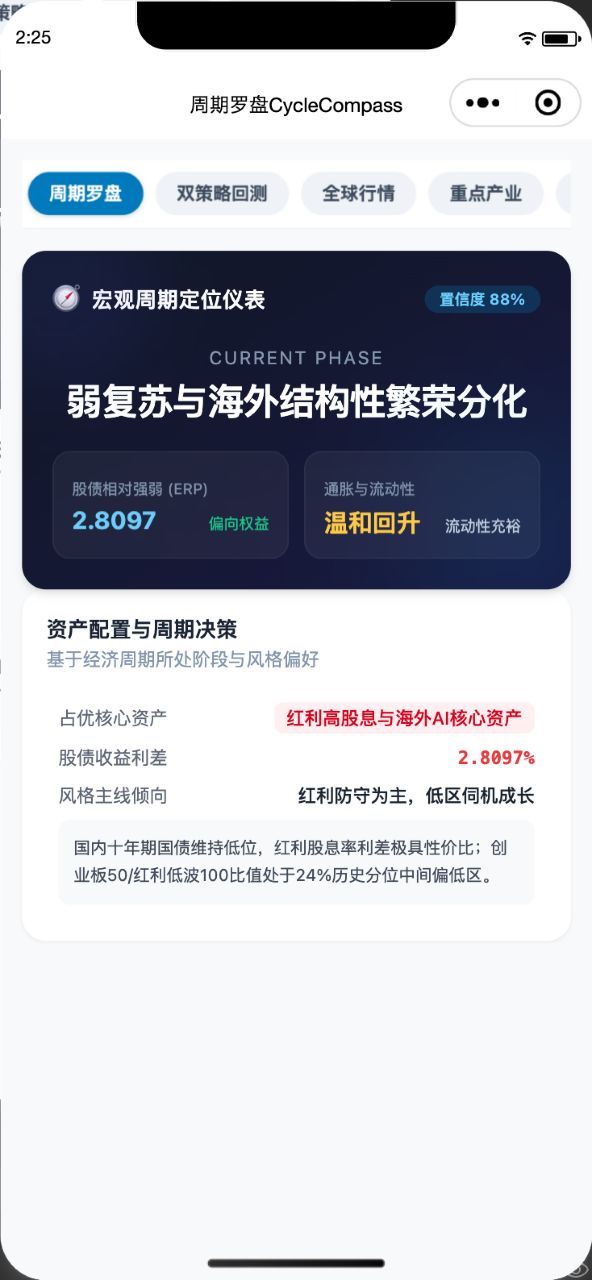 2:25
周期罗盘CycleCompass
周期罗盘 双策略回测 全球行情 重点产业
宏观周期定位仪表 置信度 88%
CURRENT PHASE
弱复苏与海外结构性繁荣分化
股债相对强弱 (ERP) 通胀与流动性
2.8097 偏向权益 温和回升 流动性充裕
资产配置与周期决策
基于经济周期所处阶段与风格偏好
占优核心资产 红利高股息与海外AI核心资产
股债收益利差 2.8097%
风格主线倾向 红利防守为主，低区伺机成长
国内十年期国债维持低位，红利股息率利差极具性价比；创
业板50/红利低波100比值处于24%历史分位中间偏低区。